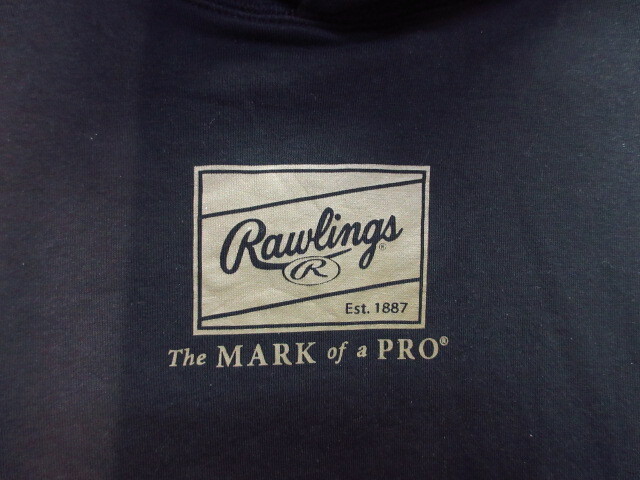 Rawlings®
R
Est. 1887
The MARK of a PRO®